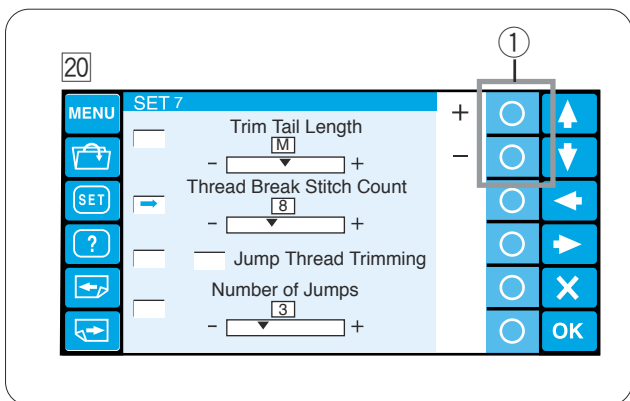 ①
20
MENU
SET 7
+
Trim Tail Length
M
- +
−
SET
Thread Break Stitch Count
8
- +
?
Jump Thread Trimming
Number of Jumps
3
- +
X
OK